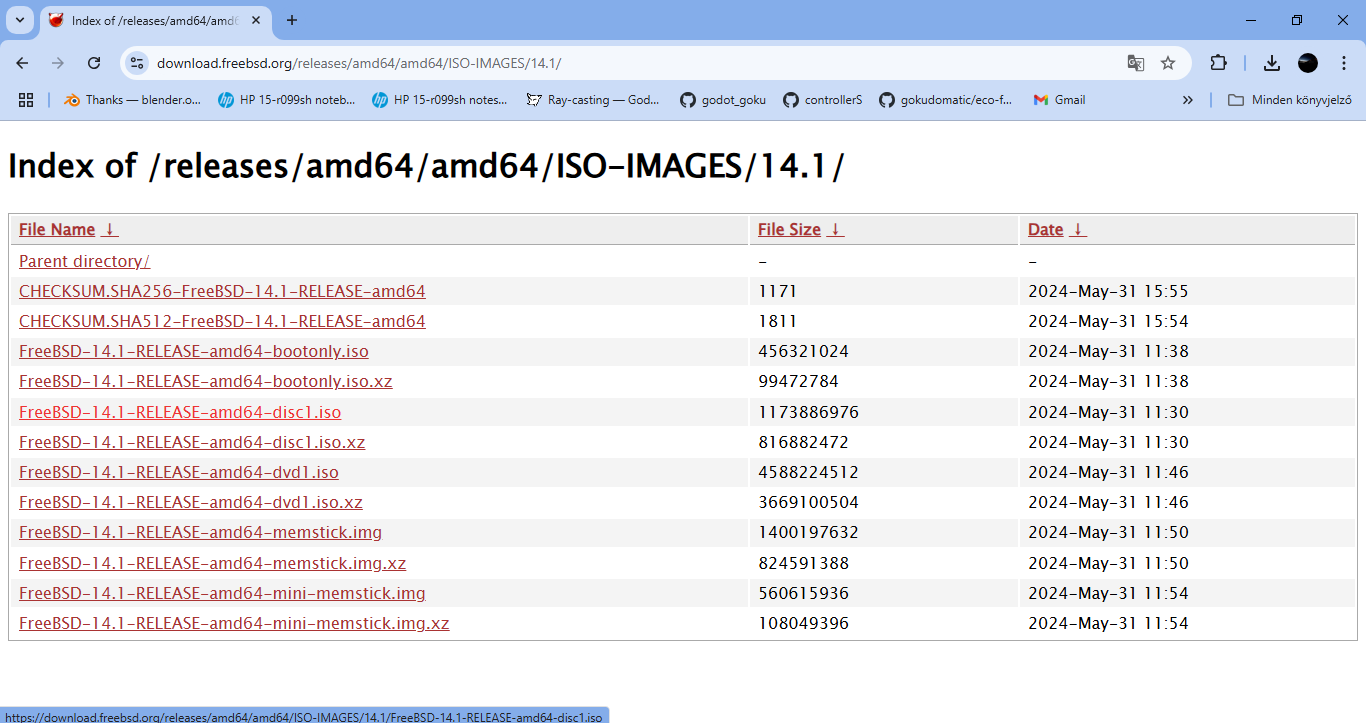 Index of /releases/amd64/amd6
download.freebsd.org/releases/amd64/amd64/ISO-IMAGES/14.1/
Thanks — blender.o... HP 15-r099sh noteb... HP 15-r099sh notes... Ray-casting — God... godot_goku controllerS gokudomatic/eco-f... Gmail » Minden könyvjelző
Index of /releases/amd64/amd64/ISO-IMAGES/14.1/
File Name ↓ File Size ↓ Date ↓
Parent directory/ - -
CHECKSUM.SHA256-FreeBSD-14.1-RELEASE-amd64 1171 2024-May-31 15:55
CHECKSUM.SHA512-FreeBSD-14.1-RELEASE-amd64 1811 2024-May-31 15:54
FreeBSD-14.1-RELEASE-amd64-bootonly.iso 456321024 2024-May-31 11:38
FreeBSD-14.1-RELEASE-amd64-bootonly.iso.xz 99472784 2024-May-31 11:38
FreeBSD-14.1-RELEASE-amd64-disc1.iso 1173886976 2024-May-31 11:30
FreeBSD-14.1-RELEASE-amd64-disc1.iso.xz 816882472 2024-May-31 11:30
FreeBSD-14.1-RELEASE-amd64-dvd1.iso 4588224512 2024-May-31 11:46
FreeBSD-14.1-RELEASE-amd64-dvd1.iso.xz 3669100504 2024-May-31 11:46
FreeBSD-14.1-RELEASE-amd64-memstick.img 1400197632 2024-May-31 11:50
FreeBSD-14.1-RELEASE-amd64-memstick.img.xz 824591388 2024-May-31 11:50
FreeBSD-14.1-RELEASE-amd64-mini-memstick.img 560615936 2024-May-31 11:54
FreeBSD-14.1-RELEASE-amd64-mini-memstick.img.xz 108049396 2024-May-31 11:54
https://download.freebsd.org/releases/amd64/amd64/ISO-IMAGES/14.1/FreeBSD-14.1-RELEASE-amd64-disc1.iso